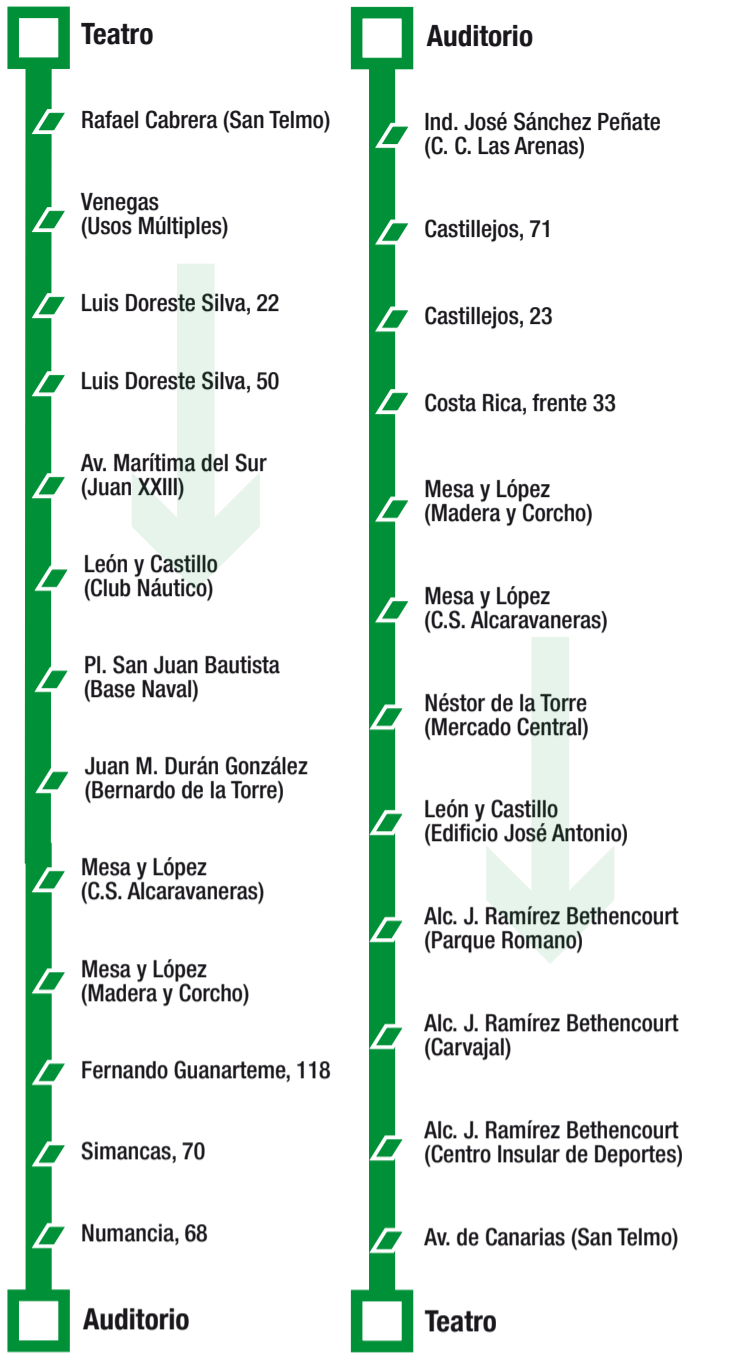 Teatro
Rafael Cabrera (San Telmo)
Venegas
(Usos Múltiples)
Luis Doreste Silva, 22
Luis Doreste Silva, 50
Av. Marítima del Sur
(Juan XXIII)
León y Castillo
(Club Náutico)
Pl. San Juan Bautista
(Base Naval)
Juan M. Durán González
(Bernardo de la Torre)
Mesa y López
(C.S. Alcaravaneras)
Mesa y López
(Madera y Corcho)
Fernando Guanarteme, 118
Simancas, 70
Numancia, 68
Auditorio
Auditorio
Ind. José Sánchez Peñate
(C. C. Las Arenas)
Castillejos, 71
Castillejos, 23
Costa Rica, frente 33
Mesa y López
(Madera y Corcho)
Mesa y López
(C.S. Alcaravaneras)
Néstor de la Torre
(Mercado Central)
León y Castillo
(Edificio José Antonio)
Alc. J. Ramírez Bethencourt
(Parque Romano)
Alc. J. Ramírez Bethencourt
(Carvajal)
Alc. J. Ramírez Bethencourt
(Centro Insular de Deportes)
Av. de Canarias (San Telmo)
Teatro